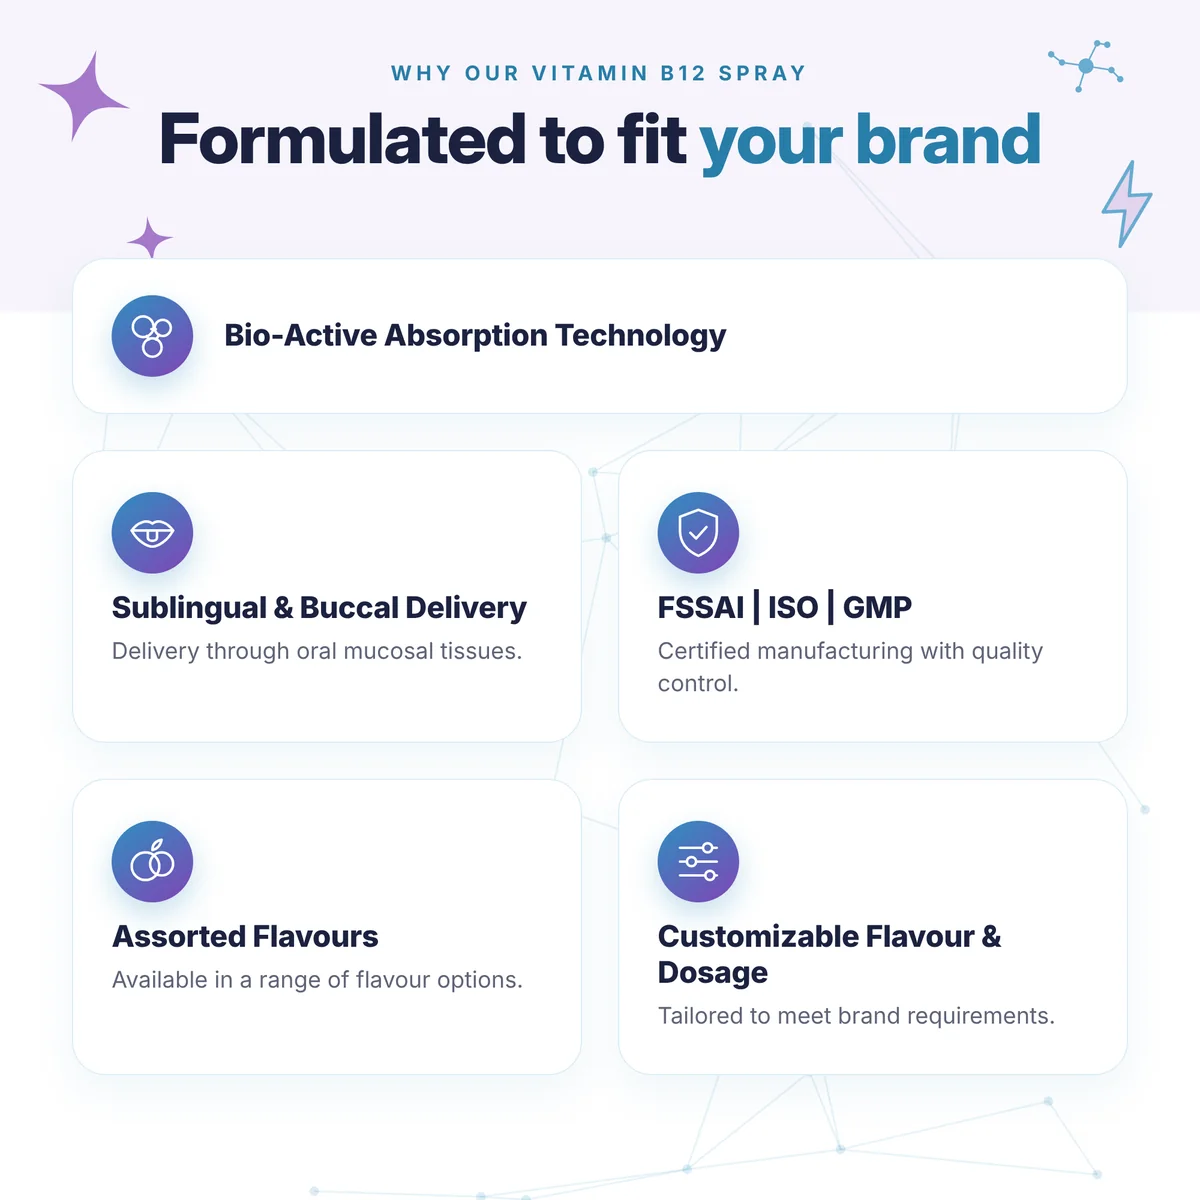 WHY OUR VITAMIN B12 SPRAY
Formulated to fit your brand
Bio-Active Absorption Technology
Sublingual & Buccal Delivery
Delivery through oral mucosal tissues.
FSSAI | ISO | GMP
Certified manufacturing with quality
control.
Assorted Flavours
Available in a range of flavour options.
Customizable Flavour &
Dosage
Tailored to meet brand requirements.